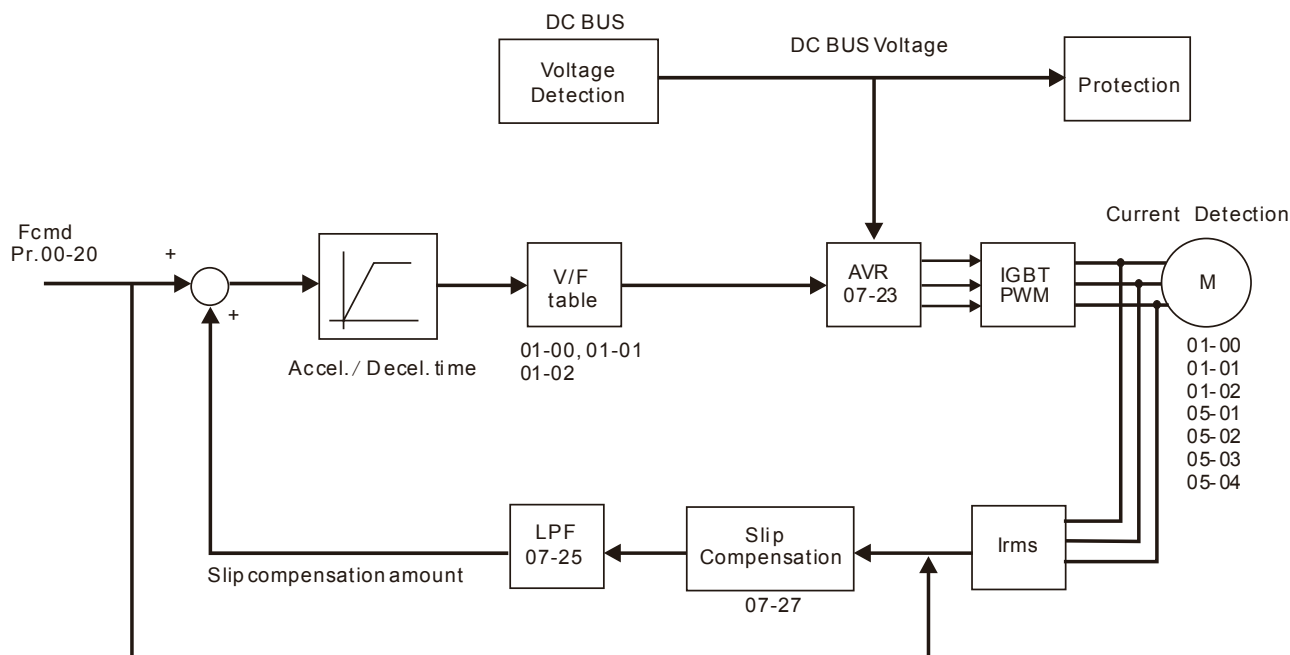 DC BUS
Voltage
Detection
DC BUS Voltage
Protection
Fcmd
Pr.00-20
+
+
Accel. / Decel. time
V/F
table
01-00, 01-01
01-02
AVR
07-23
IGBT
PWM
Current Detection
M
01-00
01-01
01-02
05-01
05-02
05-03
05-04
Irms
Slip
Compensation
07-27
LPF
07-25
Slip compensation amount